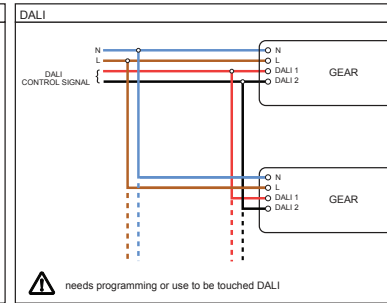 DALI
N
L
DALI
CONTROL SIGNAL
N
L
DALI 1
DALI 2
GEAR
N
L
DALI 1
DALI 2
GEAR
needs programming or use to be touched DALI